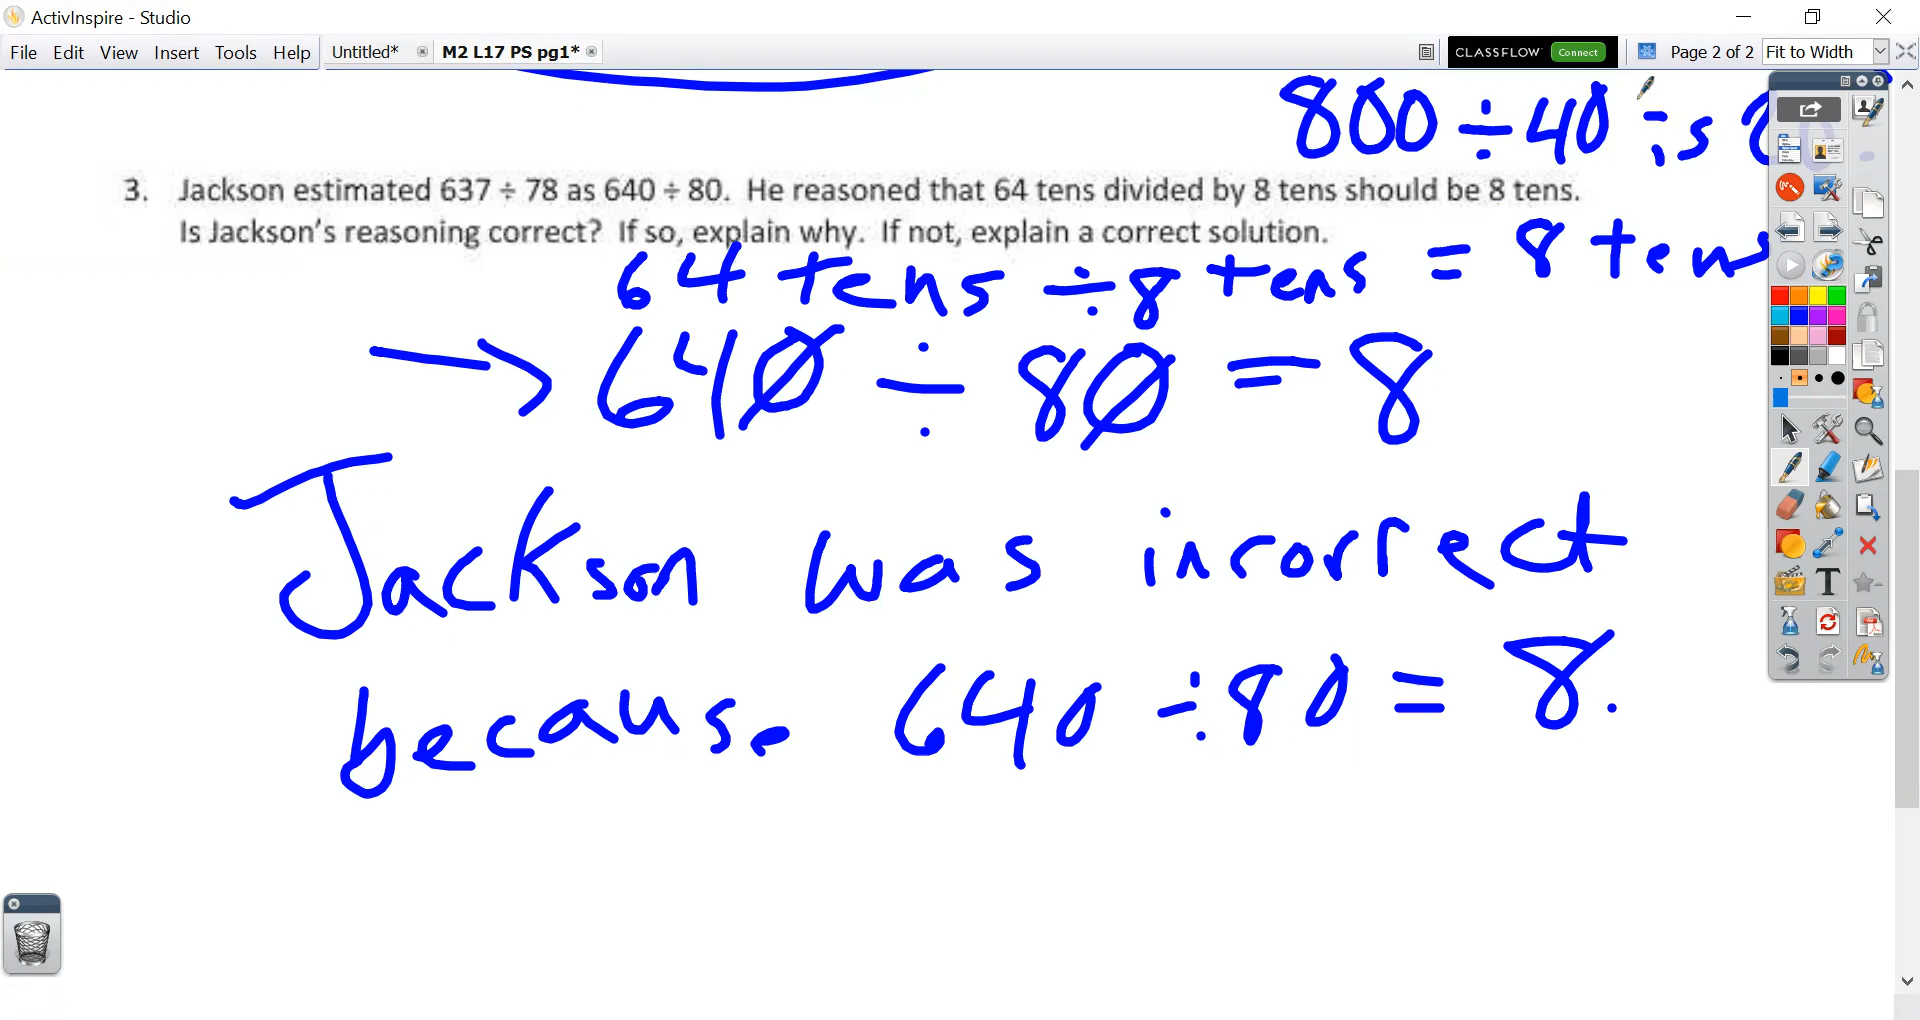 ActivInspire - Studio
File Edit View Insert Tools Help Untitled* M2 L17 PS pg1* CLASSFLOW Connect Page 2 of 2 Fit to Width
800 ÷ 40 is
3. Jackson estimated 637 ÷ 78 as 640 ÷ 80. He reasoned that 64 tens divided by 8 tens should be 8 tens.
Is Jackson's reasoning correct? If so, explain why. If not, explain a correct solution.
64 tens ÷ 8 tens = 8 tens
→ 640 ÷ 80 = 8
Jackson was incorrect
because 640 ÷ 80 = 8.